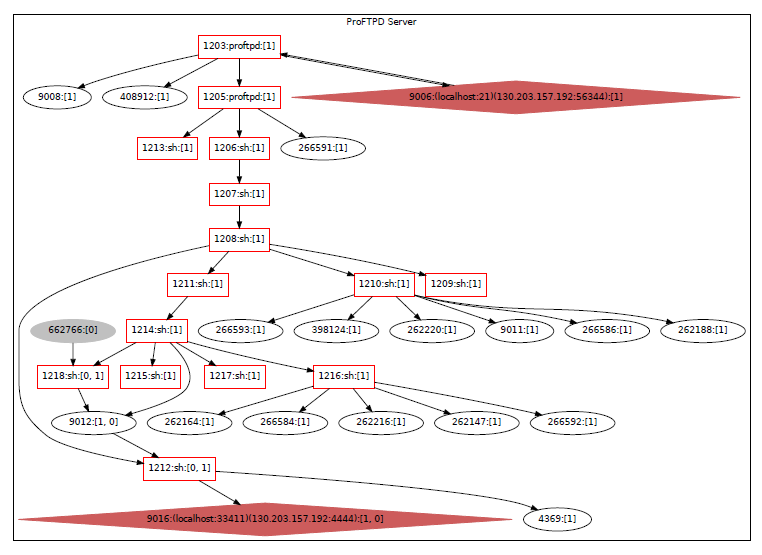 ProFTPD Server
1203:proftpd:[1]
9008:[1]
408912:[1]
1205:proftpd:[1]
9006:(localhost:21)(130.203.157.192:56344):[1]
1213:sh:[1]
1206:sh:[1]
266591:[1]
1207:sh:[1]
1208:sh:[1]
1211:sh:[1]
1210:sh:[1]
1209:sh:[1]
662766:[0]
1214:sh:[1]
266593:[1]
398124:[1]
262220:[1]
9011:[1]
266586:[1]
262188:[1]
1218:sh:[0, 1]
1215:sh:[1]
1217:sh:[1]
1216:sh:[1]
9012:[1, 0]
262164:[1]
266584:[1]
262216:[1]
262147:[1]
266592:[1]
1212:sh:[0, 1]
9016:(localhost:33411)(130.203.157.192:4444):[1, 0]
4369:[1]